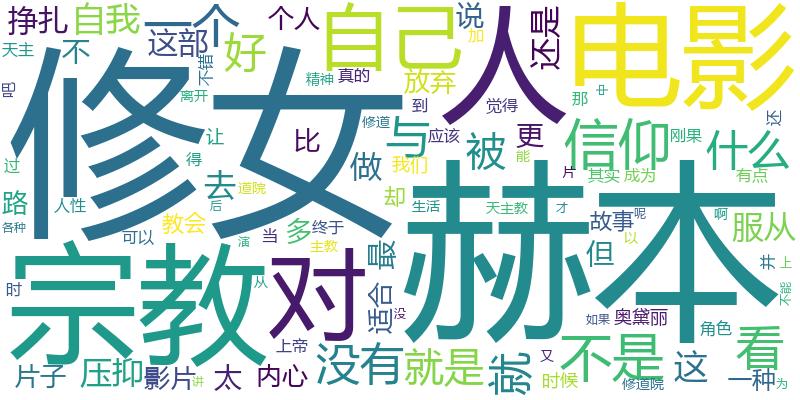 挣扎
自我
一个
个人
自己
人
说
还是
电影
天主
不
这部
不错
好
精神
真的
放弃
加
觉得
那
中
还
吧
离开
修女
修道
到
应该
与
更
信仰
刚果
什么
过
让
得
比
做
我们
被
能
片
其实
成为
有点
路
人性
去
道院
教会
后
却
生活
天主教
才
故事
呢
啊
服从
各种
可以
多
当
终于
演
主教
赫本
但
以
井
上
时
宗教
从
对
最
适合
没
不能
上帝
如果
奥黛丽
角色
看
片子
压抑
影片
讲
太
内心
没有
就是
就
又
时候
不是
修道院
这
一种
为